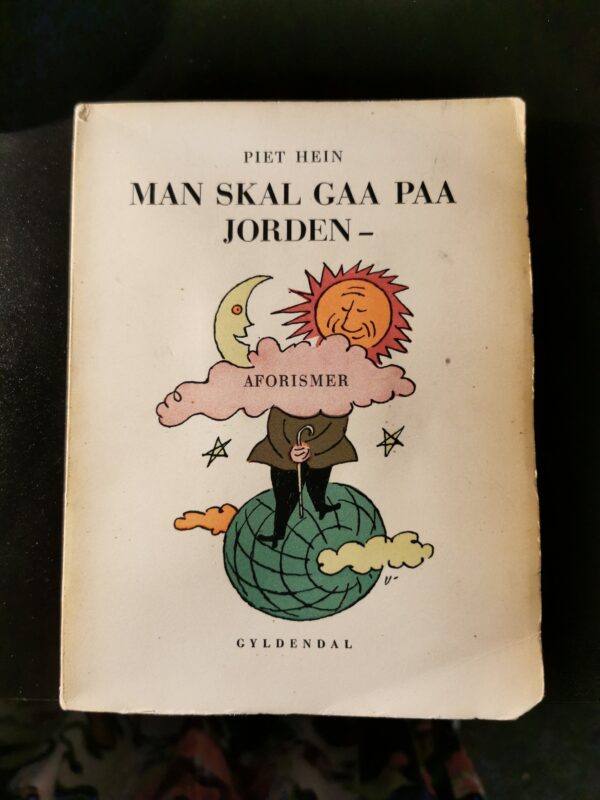 PIET HEIN
MAN SKAL GAA PAA
JORDEN –
AFORISMER
GYLDENDAL